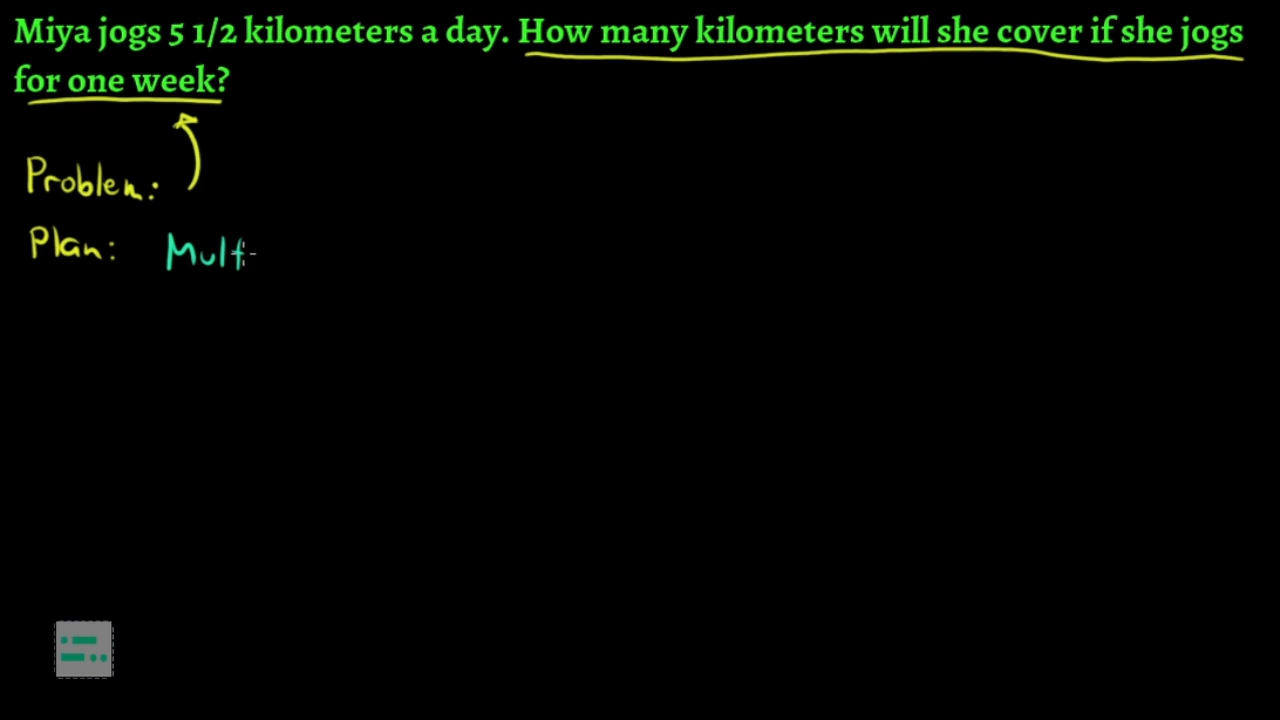 Miya jogs 5 1/2 kilometers a day. How many kilometers will she cover if she jogs
for one week?
Problem:
Plan: Mult